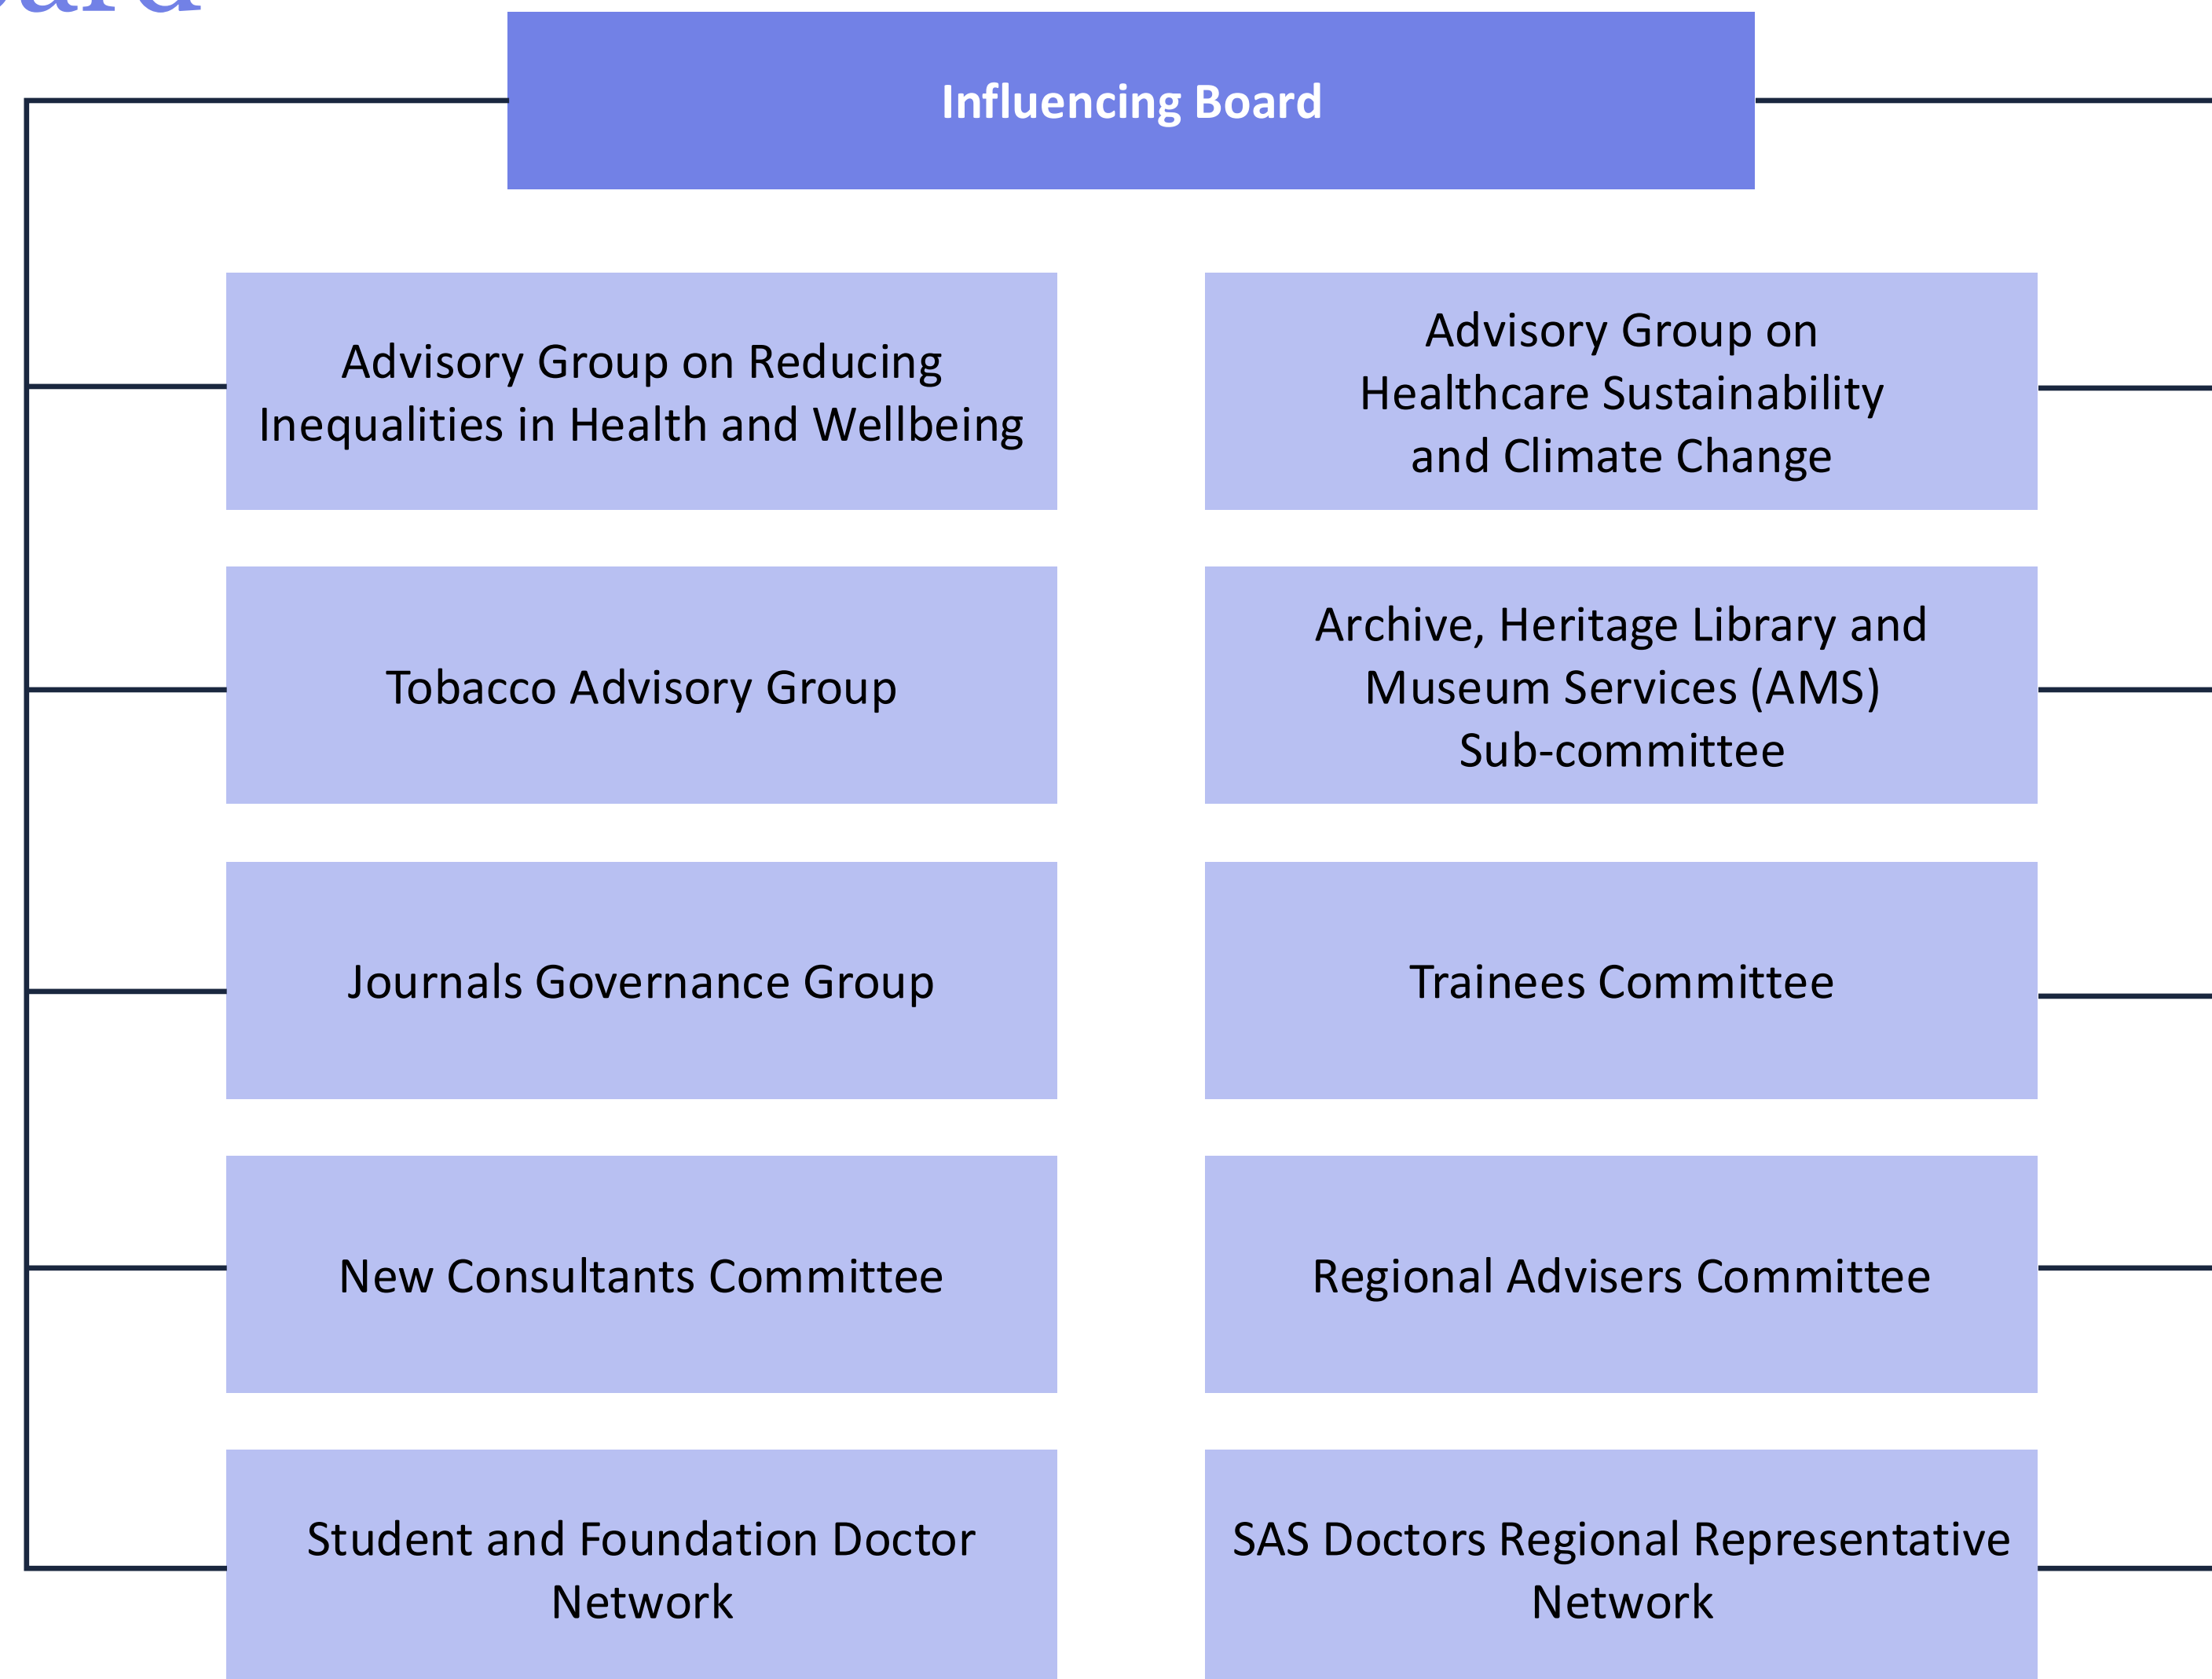 Influencing Board
Advisory Group on Reducing
Inequalities in Health and Wellbeing
Advisory Group on
Healthcare Sustainability
and Climate Change
Tobacco Advisory Group
Archive, Heritage Library and
Museum Services (AMS)
Sub-committee
Journals Governance Group
Trainees Committee
New Consultants Committee
Regional Advisers Committee
Student and Foundation Doctor
Network
SAS Doctors Regional Representative
Network